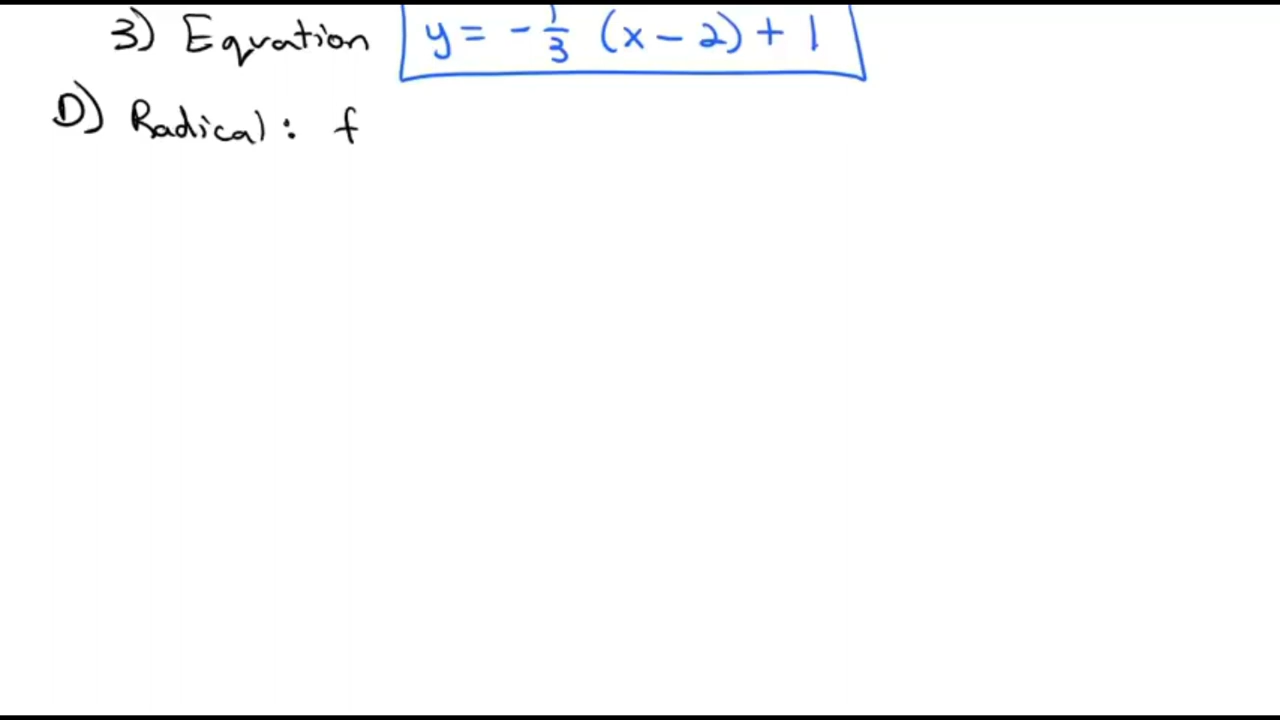 3) Equation y = - 1/3 (x - 2) + 1
D) Radical: f